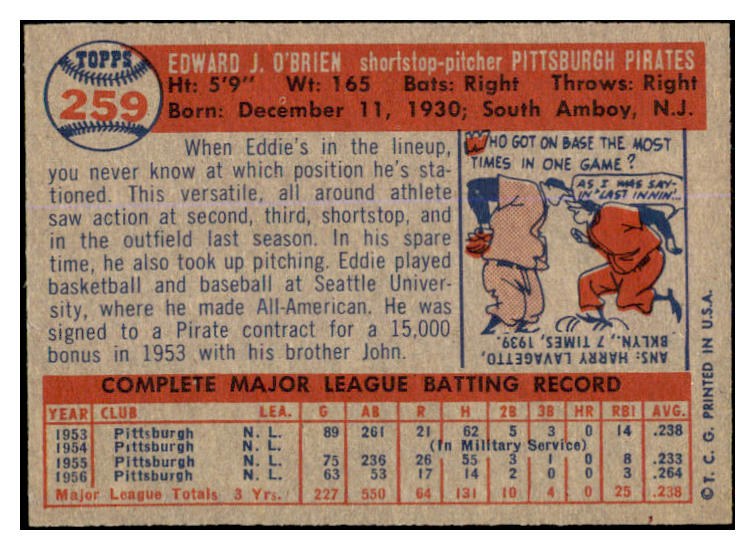 TOPPS
259
EDWARD J. O'BRIEN shortstop-pitcher PITTSBURGH PIRATES
Ht: 5'9" Wt: 165 Bats: Right Throws: Right
Born: December 11, 1930; South Amboy, N.J.
When Eddie's in the lineup,
you never know at which position he's sta-
tioned. This versatile, all around athlete
saw action at second, third, shortstop, and
in the outfield last season. In his spare
time, he also took up pitching. Eddie played
basketball and baseball at Seattle Univer-
sity, where he made All-American. He was
signed to a Pirate contract for a 15,000
bonus in 1953 with his brother John.
WHO GOT ON BASE THE MOST
TIMES IN ONE GAME?
AS I WAS SAY-
IN "LAST INNIN'...
ANS: HARRY LAVAGETTO,
BKLYN., 7 TIMES, 1939.
COMPLETE MAJOR LEAGUE BATTING RECORD
YEAR CLUB LEA. G AB R H 2B 3B HR RBI AVG.
1953 Pittsburgh N. L. 89 261 21 62 5 3 0 14 .238
1954 Pittsburgh N. L. (In Military Service)
1955 Pittsburgh N. L. 75 236 26 55 3 1 0 8 .233
1956 Pittsburgh N. L. 63 53 17 14 2 0 0 3 .264
Major League Totals 3 Yrs. 227 550 64 131 10 4 0 25 .238
© T. C. G. PRINTED IN U.S.A.